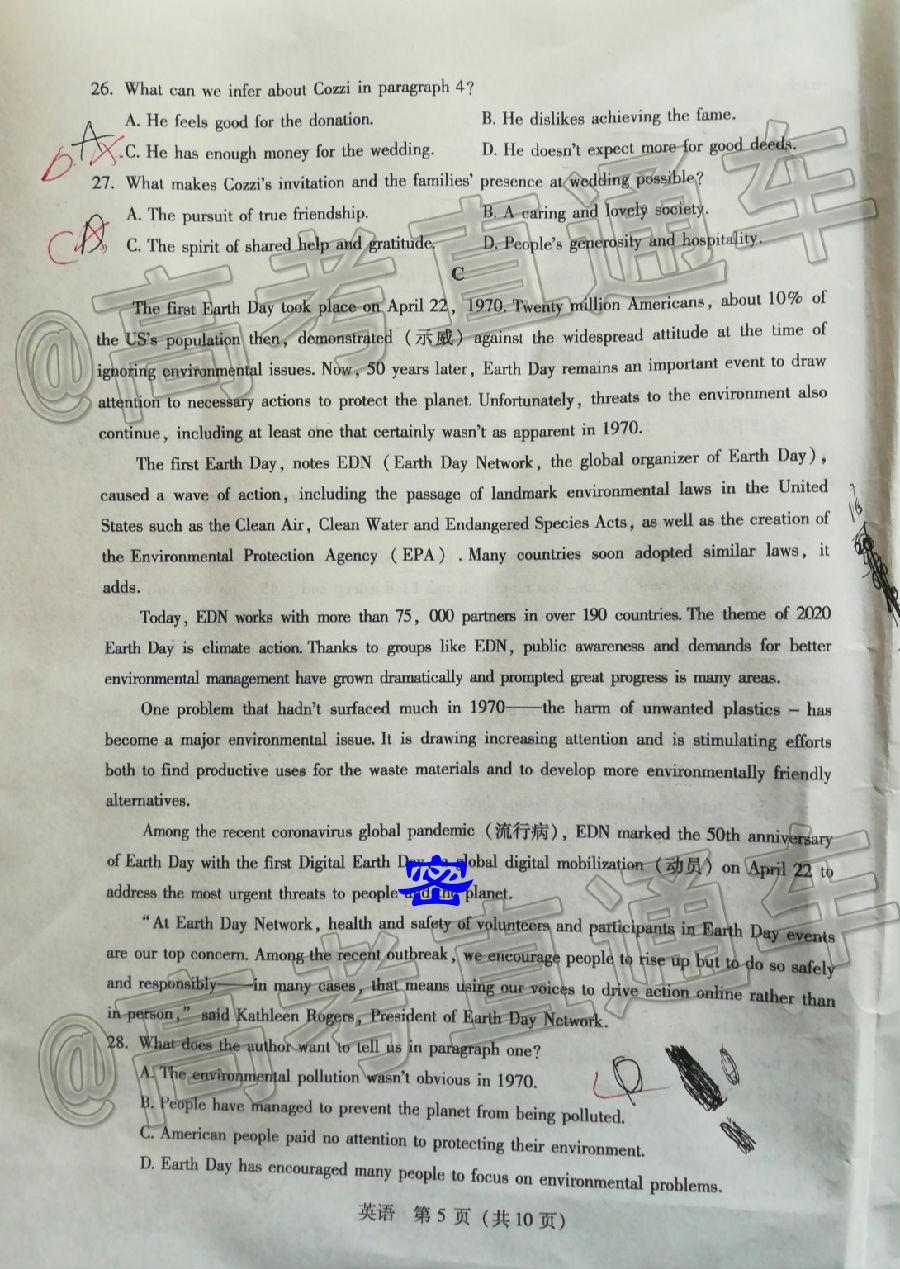 26. What can we infer about Cozzi in paragraph 4?
A. He feels good for the donation. B. He dislikes achieving the fame.
C. He has enough money for the wedding. D. He doesn't expect more for good deeds.
A
D
27. What makes Cozzi's invitation and the families' presence at wedding possible?
A. The pursuit of true friendship. B. A caring and lovely society.
C. The spirit of shared help and gratitude. D. People's generosity and hospitality.
C
C
The first Earth Day took place on April 22, 1970. Twenty million Americans, about 10% of
the US's population then, demonstrated (示威) against the widespread attitude at the time of
ignoring environmental issues. Now, 50 years later, Earth Day remains an important event to draw
attention to necessary actions to protect the planet. Unfortunately, threats to the environment also
continue, including at least one that certainly wasn't as apparent in 1970.
The first Earth Day, notes EDN (Earth Day Network, the global organizer of Earth Day),
caused a wave of action, including the passage of landmark environmental laws in the United
States such as the Clean Air, Clean Water and Endangered Species Acts, as well as the creation of
the Environmental Protection Agency (EPA). Many countries soon adopted similar laws, it
adds.
Today, EDN works with more than 75, 000 partners in over 190 countries. The theme of 2020
Earth Day is climate action. Thanks to groups like EDN, public awareness and demands for better
environmental management have grown dramatically and prompted great progress is many areas.
One problem that hadn't surfaced much in 1970——the harm of unwanted plastics – has
become a major environmental issue. It is drawing increasing attention and is stimulating efforts
both to find productive uses for the waste materials and to develop more environmentally friendly
alternatives.
Among the recent coronavirus global pandemic (流行病), EDN marked the 50th anniversary
of Earth Day with the first Digital Earth global digital mobilization (动员) on April 22 to
address the most urgent threats to people and the planet.
密
"At Earth Day Network, health and safety of volunteers and participants in Earth Day events
are our top concern. Among the recent outbreak, we encourage people to rise up but to do so safely
and responsibly——in many cases, that means using our voices to drive action online rather than
in person," said Kathleen Rogers, President of Earth Day Network.
28. What does the author want to tell us in paragraph one?
A. The environmental pollution wasn't obvious in 1970.
B. People have managed to prevent the planet from being polluted.
C. American people paid no attention to protecting their environment.
D. Earth Day has encouraged many people to focus on environmental problems.
英语 第 5 页 (共 10 页)
@高考直通车
@高考直通车